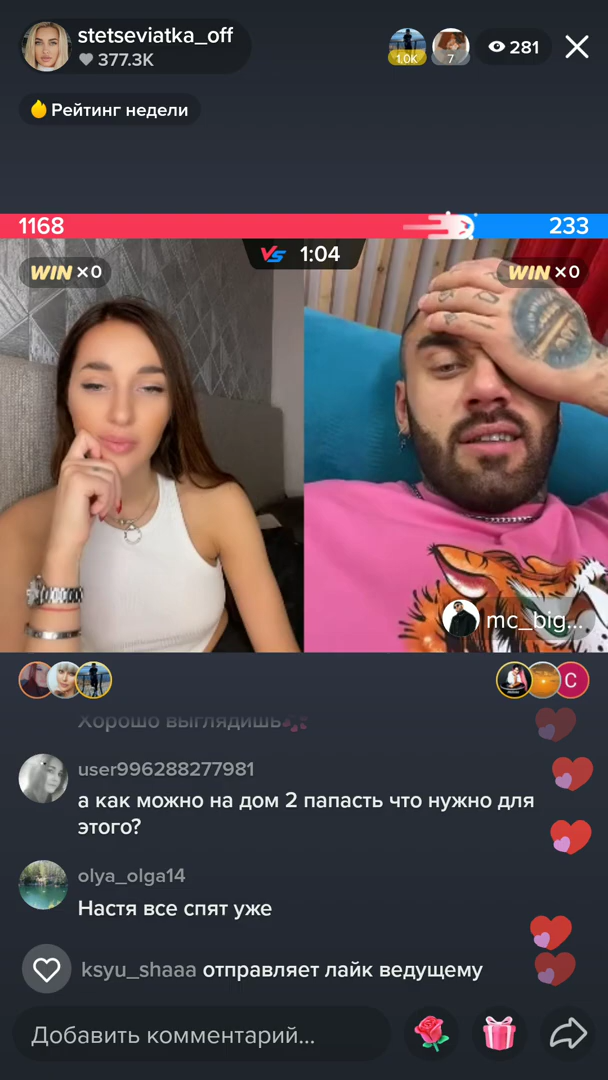 stetseviatka_off
377.3K
1.0K
7
281
Рейтинг недели
1168
233
VS 1:04
WIN ×0
WIN ×0
mc_big...
C
Хорошо выглядишь
user996288277981
а как можно на дом 2 папасть что нужно для
этого?
olya_olga14
Настя все спят уже
ksyu_shaaa отправляет лайк ведущему
Добавить комментарий...